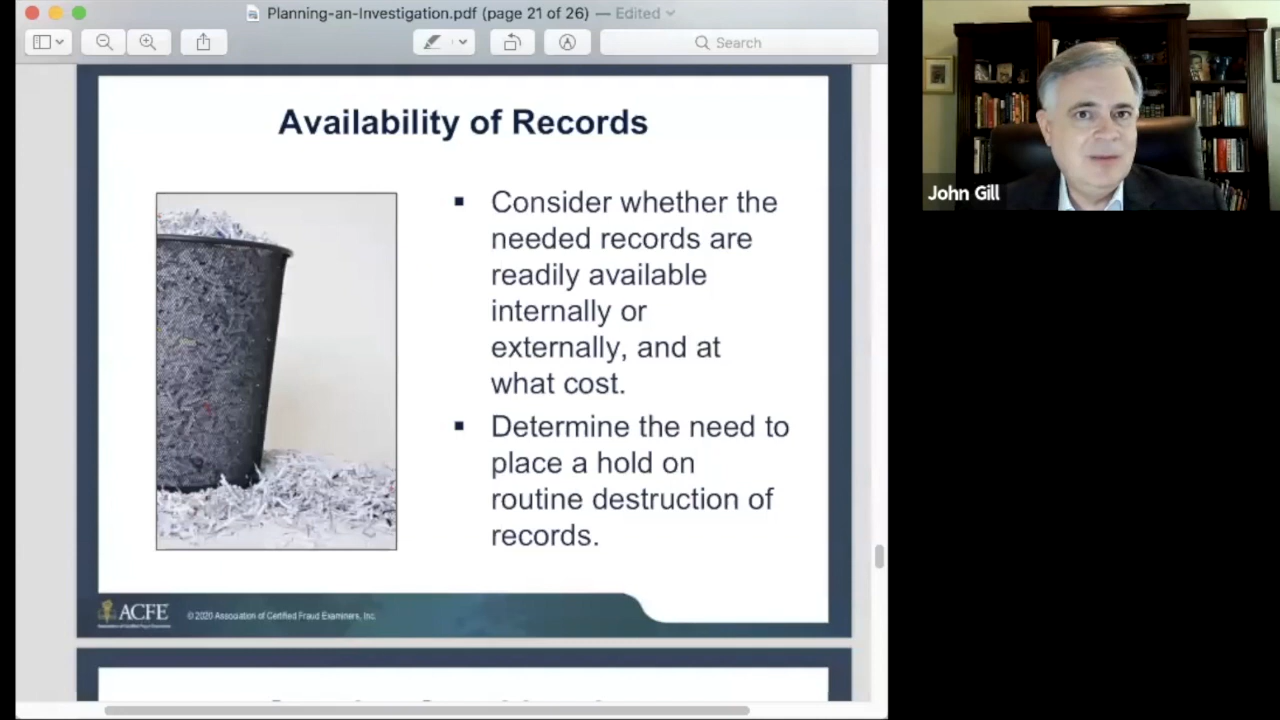 Planning-an-Investigation.pdf (page 21 of 26) — Edited
Search
Availability of Records
▪ Consider whether the
needed records are
readily available
internally or
externally, and at
what cost.
▪ Determine the need to
place a hold on
routine destruction of
records.
ACFE
© 2020 Association of Certified Fraud Examiners, Inc.
John Gill